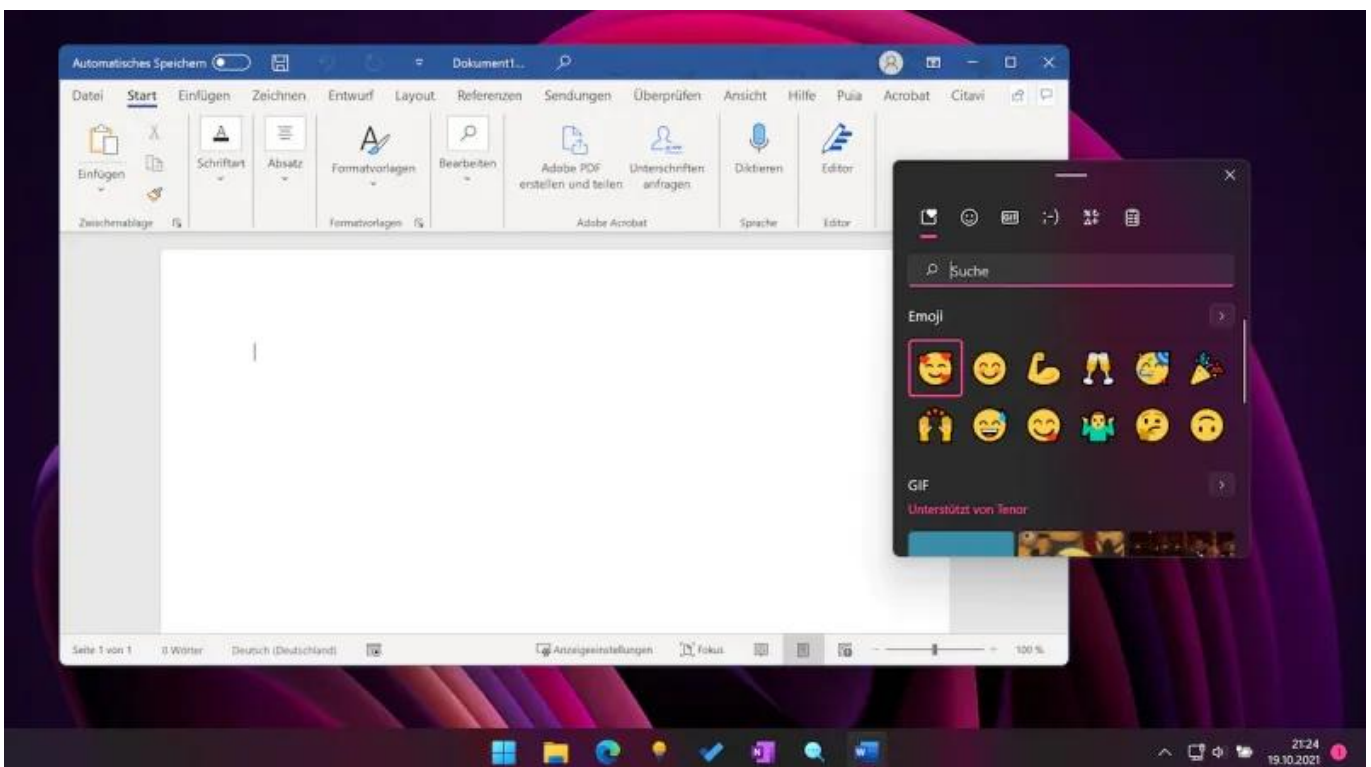 Automatisches Speichern
Dokument1...
Datei Start Einfügen Zeichnen Entwurf Layout Referenzen Sendungen Überprüfen Ansicht Hilfe Puia Acrobat Citavi
Einfügen
Schriftart
Absatz
Formatvorlagen
Bearbeiten
Adobe PDF
erstellen und teilen
Unterschriften
anfragen
Diktieren
Editor
Zwischenablage
Formatvorlagen
Adobe Acrobat
Sprache
Editor
GIF
;-)
Suche
Emoji
GIF
Unterstützt von Tenor
Seite 1 von 1 0 Wörter Deutsch (Deutschland) Anzeigeeinstellungen Fokus 100 %
21:24
19.10.2021
1